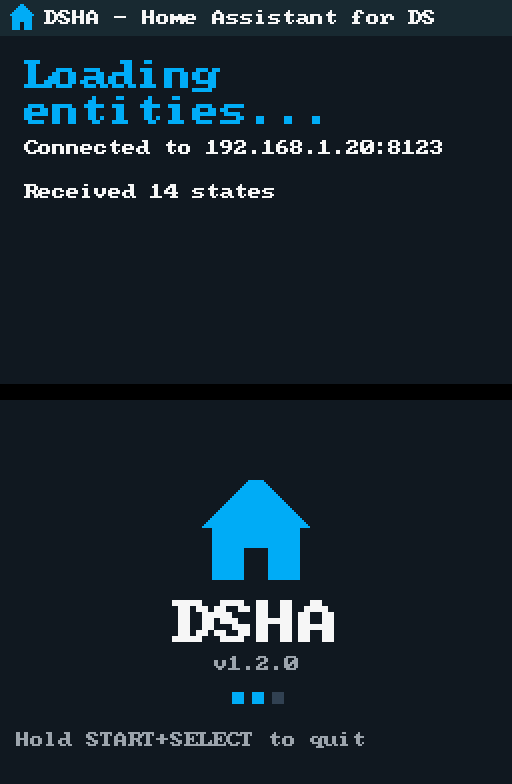 DSHA - Home Assistant for DS
Loading
entities...
Connected to 192.168.1.20:8123
Received 14 states
DSHA
v1.2.0
Hold START+SELECT to quit